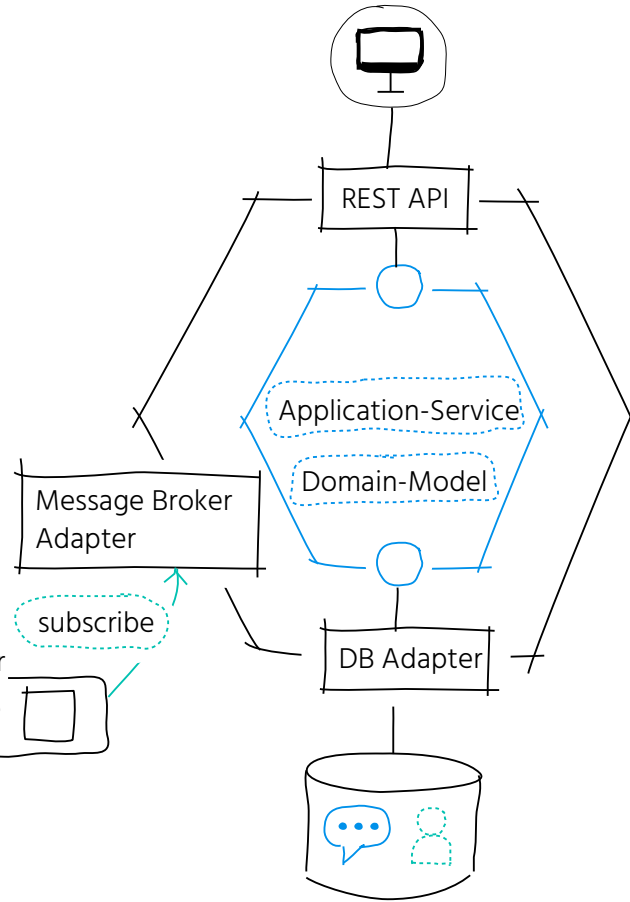 REST API
Application-Service
Domain-Model
Message Broker
Adapter
subscribe
DB Adapter